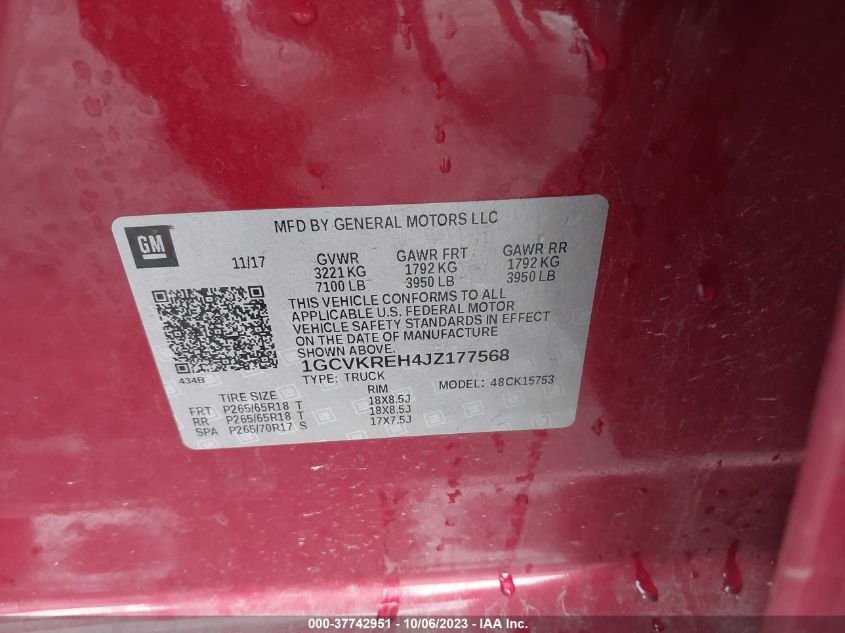 MFD BY GENERAL MOTORS LLC
GM
11/17 GVWR GAWR FRT GAWR RR
3221 KG 1792 KG 1792 KG
7100 LB 3950 LB 3950 LB
THIS VEHICLE CONFORMS TO ALL
APPLICABLE U.S. FEDERAL MOTOR
VEHICLE SAFETY STANDARDS IN EFFECT
ON THE DATE OF MANUFACTURE
SHOWN ABOVE.
434B
1GCVKREH4JZ177568
TYPE: TRUCK MODEL: 48CK15753
TIRE SIZE RIM
FRT P265/65R18 T 18X8.5J
RR P265/65R18 T 18X8.5J
SPA P265/70R17 S 17X7.5J
000-37742951 - 10/06/2023 - 1GCVKREH4JZ177568